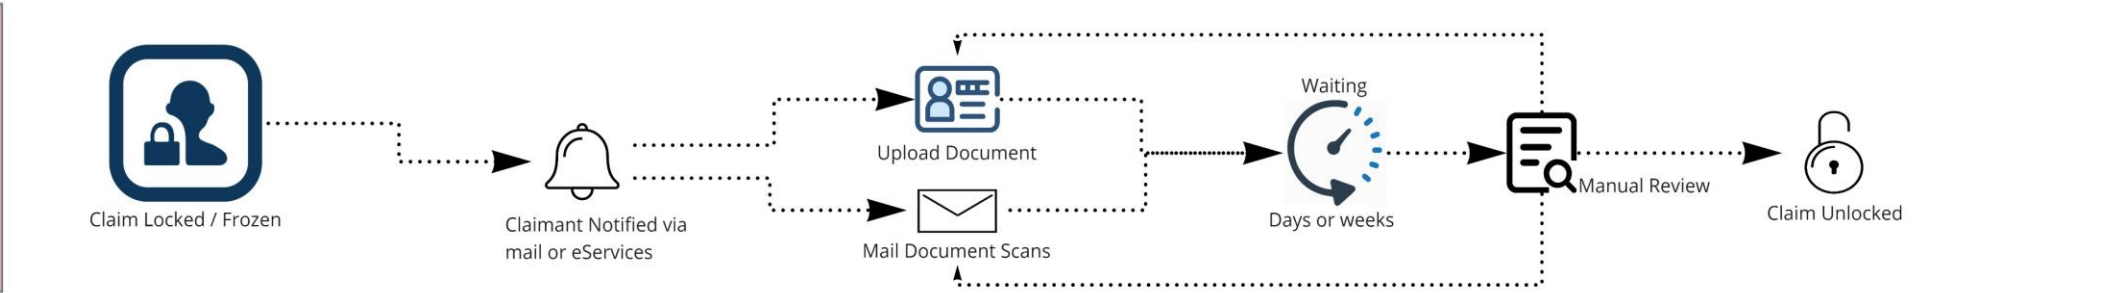 Claim Locked / Frozen
Claimant Notified via
mail or eServices
Upload Document
Mail Document Scans
Waiting
Days or weeks
Manual Review
Claim Unlocked